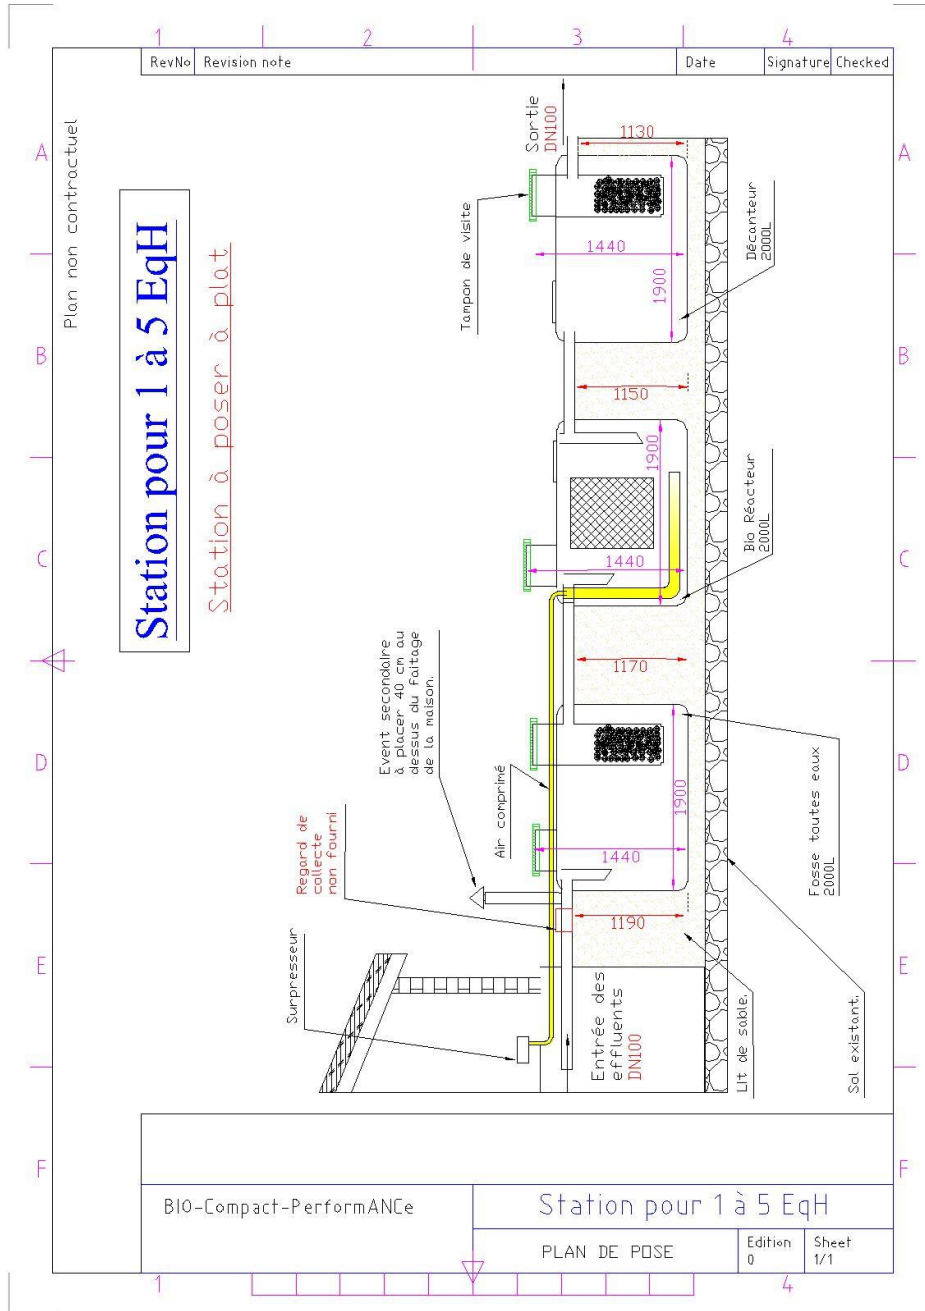 1
2
3
4
RevNo
Revision note
Date
Signature
Checked
A
B
C
D
E
F
A
B
C
D
E
F
Plan non contractuel
Station pour 1 à 5 EqH
Station à poser à plat
Surpresseur
Regard de
collecte
non fourni
Event secondaire
à placer 40 cm au
dessus du faitage
de la maison.
Air comprimé
Tampon de visite
Sortie
DN100
1440
1900
1440
1900
1440
1900
1190
1170
1150
1130
Entrée des
effluents
DN100
Lit de sable.
Sol existant.
Fosse toutes eaux
2000L
Bio Réacteur
2000L
Décanteur
2000L
BIO-Compact-PerformANCe
Station pour 1 à 5 EqH
PLAN DE POSE
Edition
0
Sheet
1/1
1
4